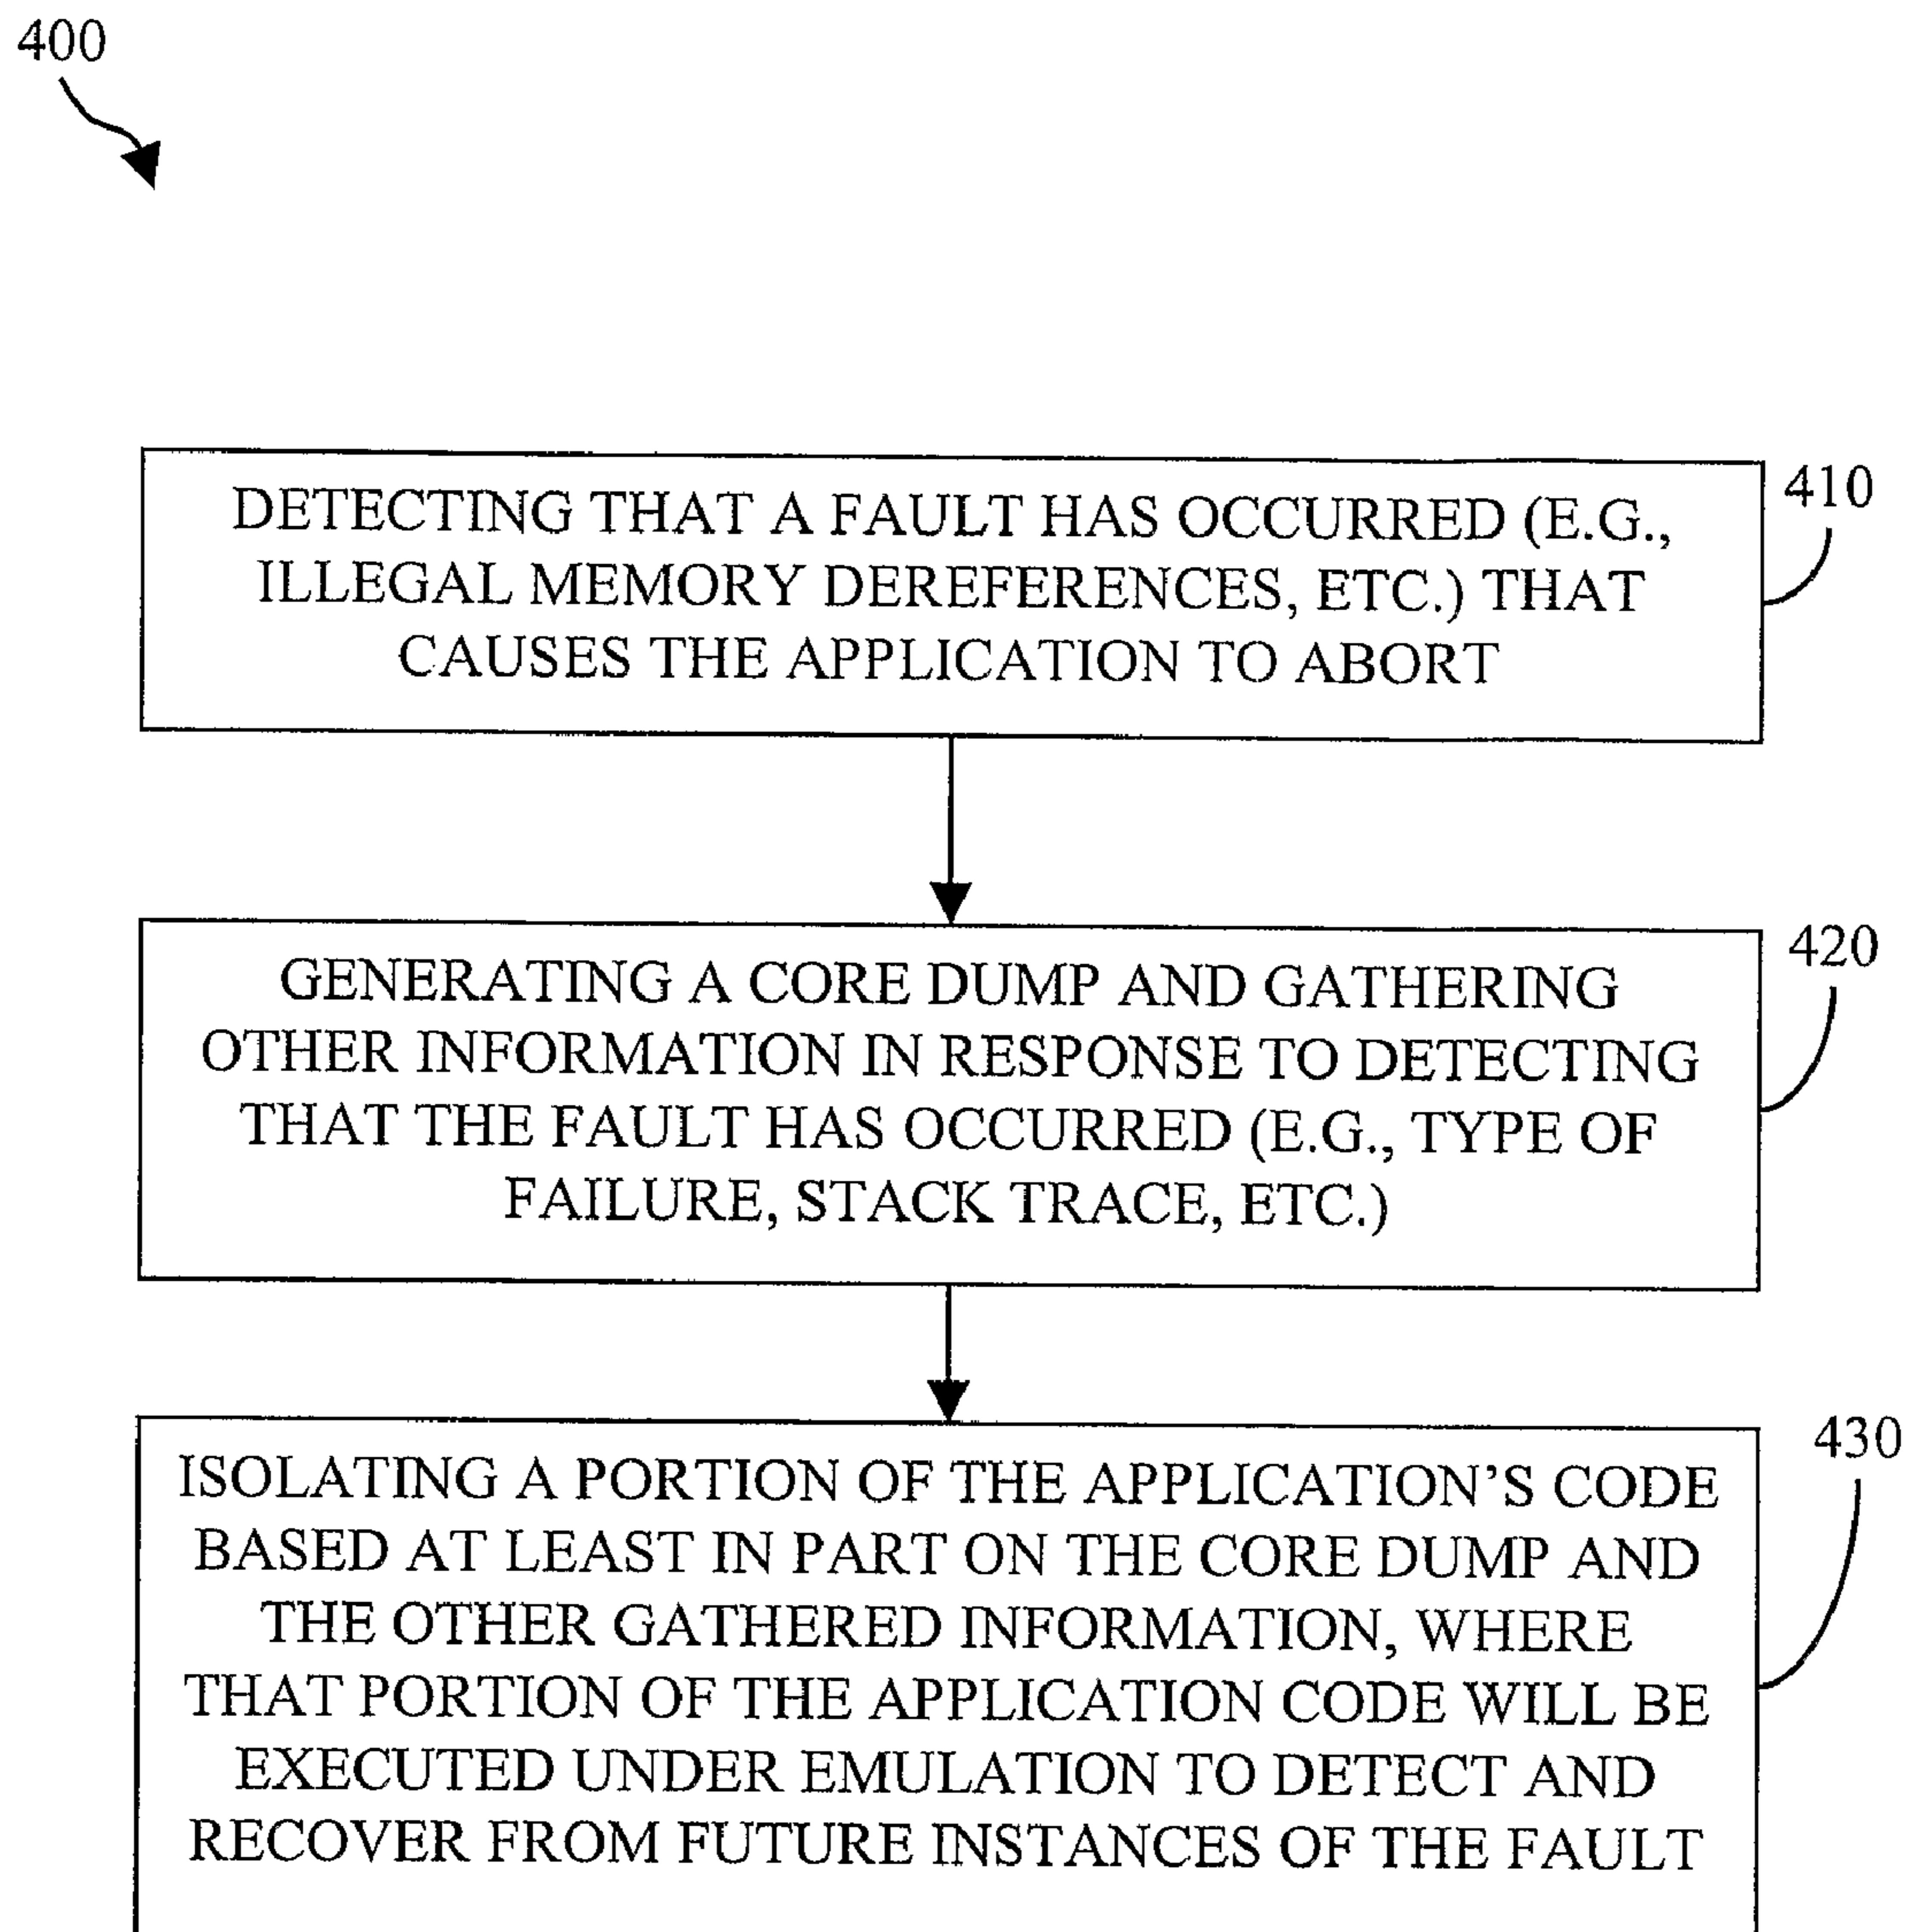 400
410
DETECTING THAT A FAULT HAS OCCURRED (E.G.,
ILLEGAL MEMORY DEREFERENCES, ETC.) THAT
CAUSES THE APPLICATION TO ABORT
420
GENERATING A CORE DUMP AND GATHERING
OTHER INFORMATION IN RESPONSE TO DETECTING
THAT THE FAULT HAS OCCURRED (E.G., TYPE OF
FAILURE, STACK TRACE, ETC.)
430
ISOLATING A PORTION OF THE APPLICATION’S CODE
BASED AT LEAST IN PART ON THE CORE DUMP AND
THE OTHER GATHERED INFORMATION, WHERE
THAT PORTION OF THE APPLICATION CODE WILL BE
EXECUTED UNDER EMULATION TO DETECT AND
RECOVER FROM FUTURE INSTANCES OF THE FAULT